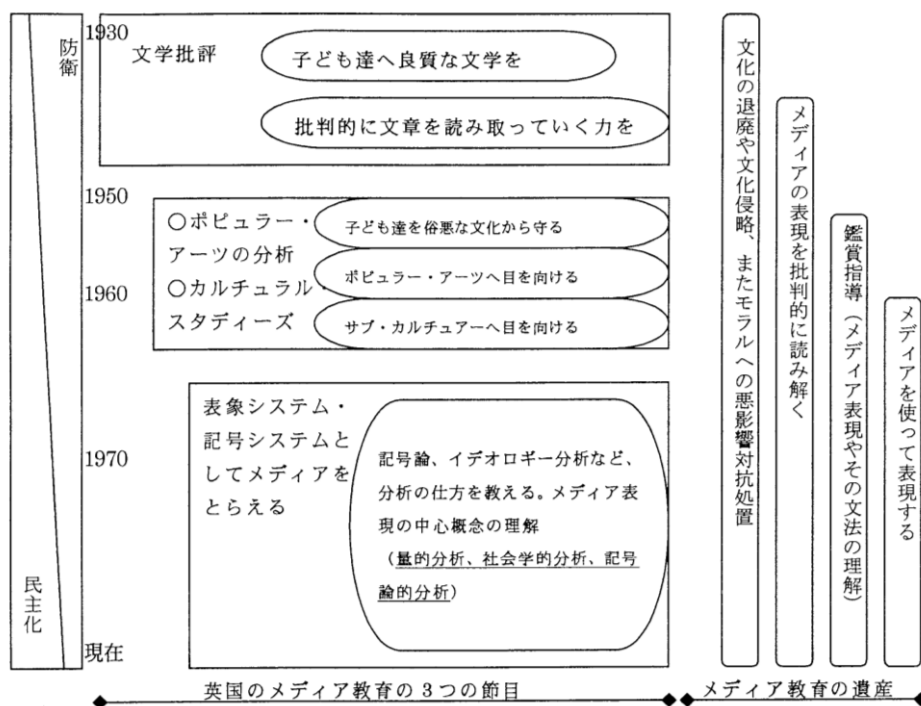 防衛
民主化
1930
1950
1960
1970
現在
文学批評
子ども達へ良質な文学を
批判的に文章を読み取っていく力を
○ポピュラー・
アーツの分析
○カルチュラル・
スタディーズ
子ども達を俗悪な文化から守る
ポピュラー・アーツへ目を向ける
サブ・カルチュアーへ目を向ける
表象システム・
記号システムと
してメディアを
とらえる
記号論、イデオロギー分析など、
分析の仕方を教える。メディア表
現の中心概念の理解
（量的分析、社会学的分析、記号
論的分析）
文化の退廃や文化侵略、またモラルへの悪影響対抗処置
メディアの表現を批判的に読み解く
鑑賞指導（メディア表現やその文法の理解）
メディアを使って表現する
英国のメディア教育の３つの節目
メディア教育の遺産